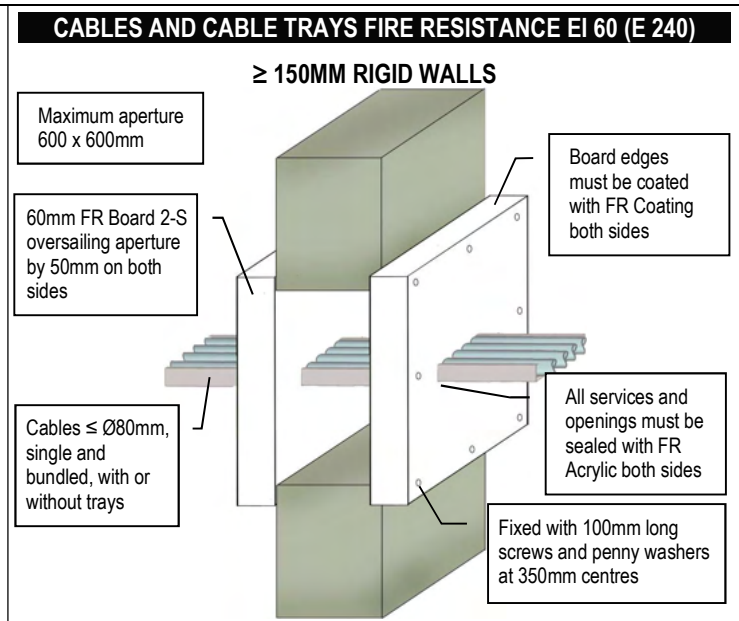 CABLES AND CABLE TRAYS FIRE RESISTANCE EI 60 (E 240)
≥ 150MM RIGID WALLS
Maximum aperture
600 x 600mm
Board edges
must be coated
with FR Coating
both sides
60mm FR Board 2-S
oversailing aperture
by 50mm on both
sides
Cables ≤ Ø80mm,
single and
bundled, with or
without trays
All services and
openings must be
sealed with FR
Acrylic both sides
Fixed with 100mm long
screws and penny washers
at 350mm centres